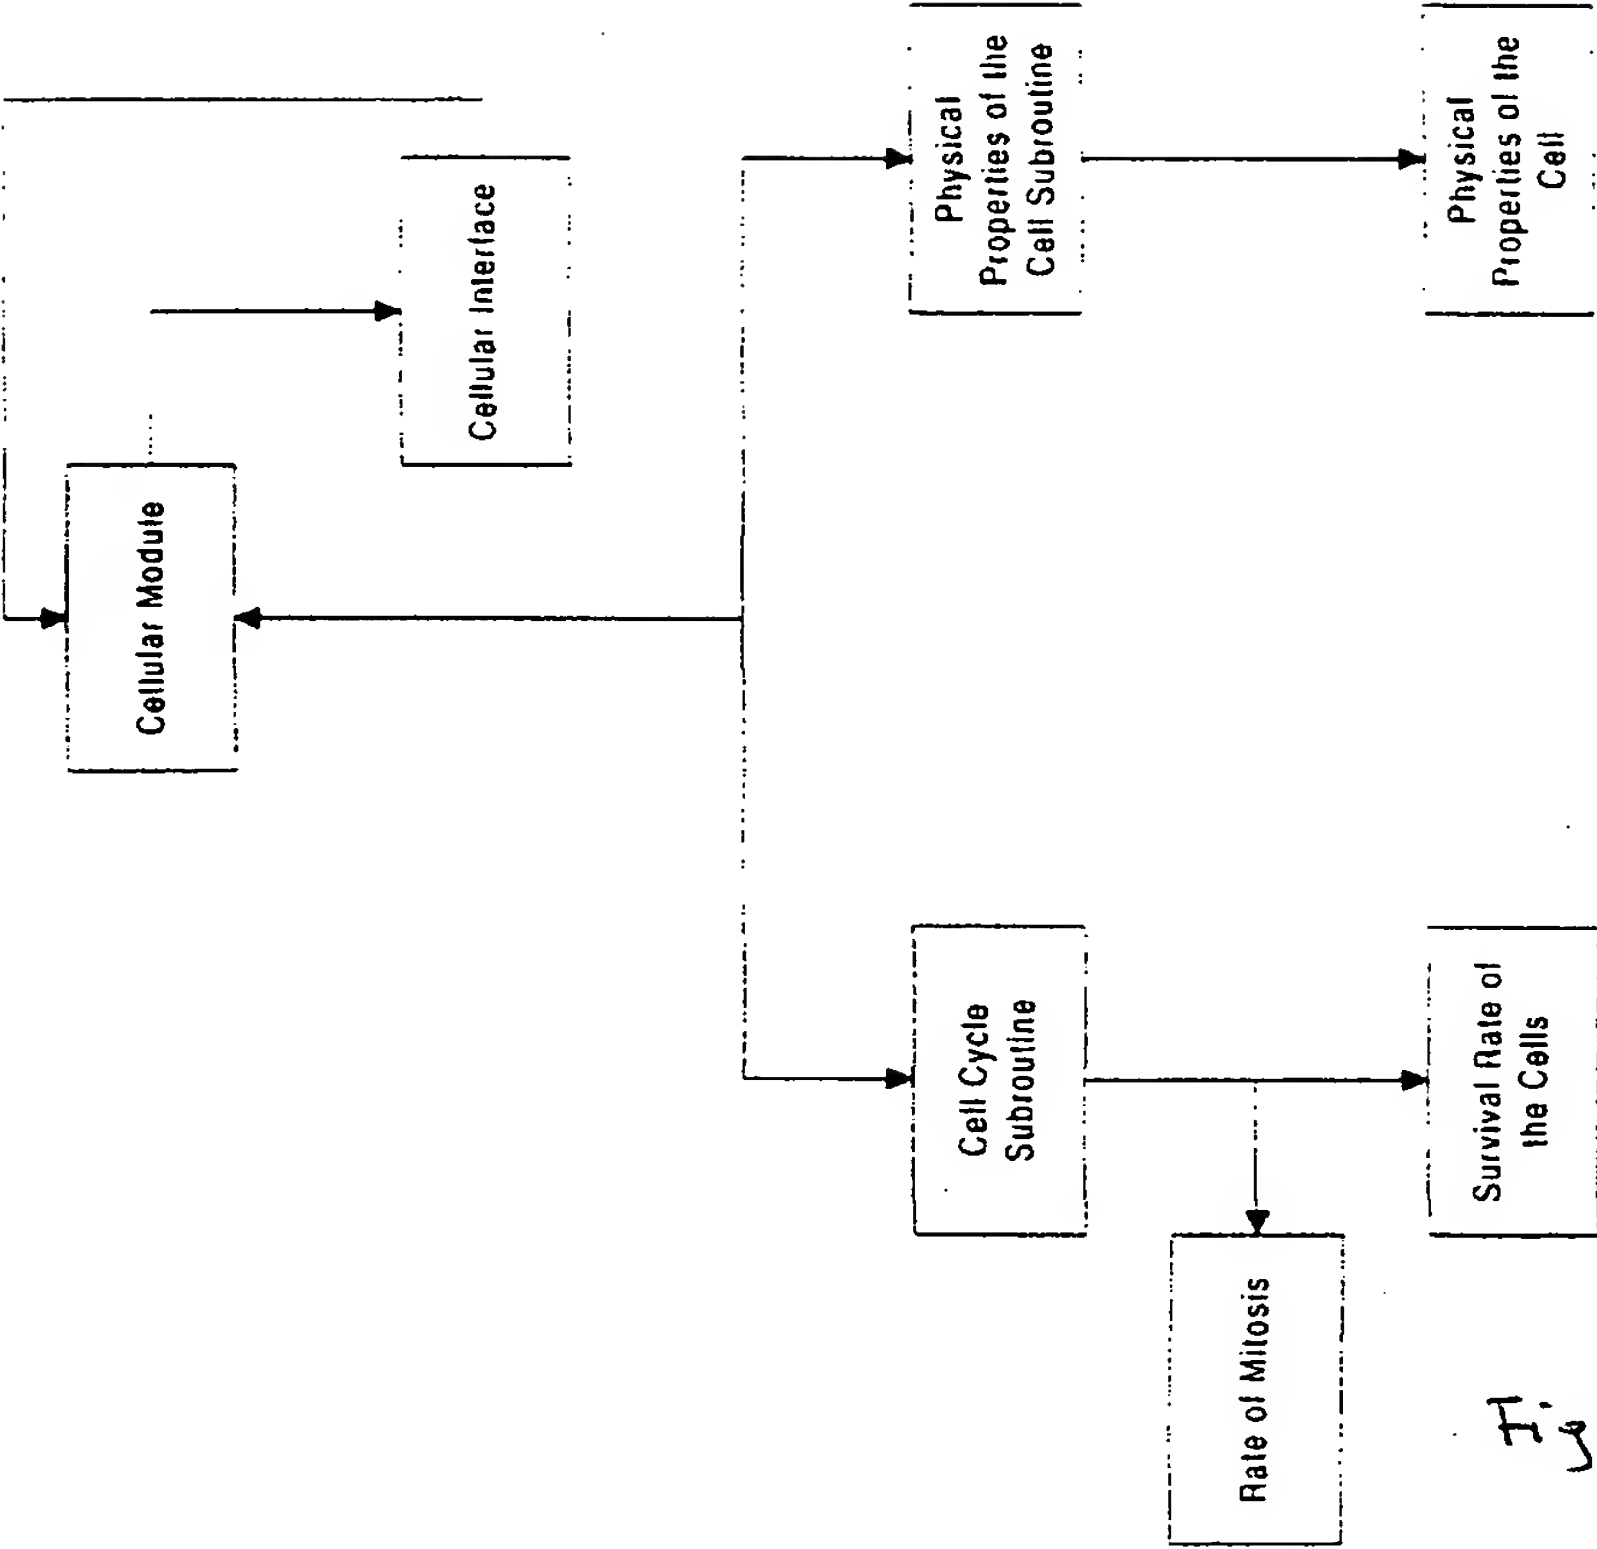 Cellular Module
Cellular Interface
Cell Cycle
Subroutine
Physical
Properties of the
Cell Subroutine
Rate of Mitosis
Survival Rate of
the Cells
Physical
Properties of the
Cell
Fig